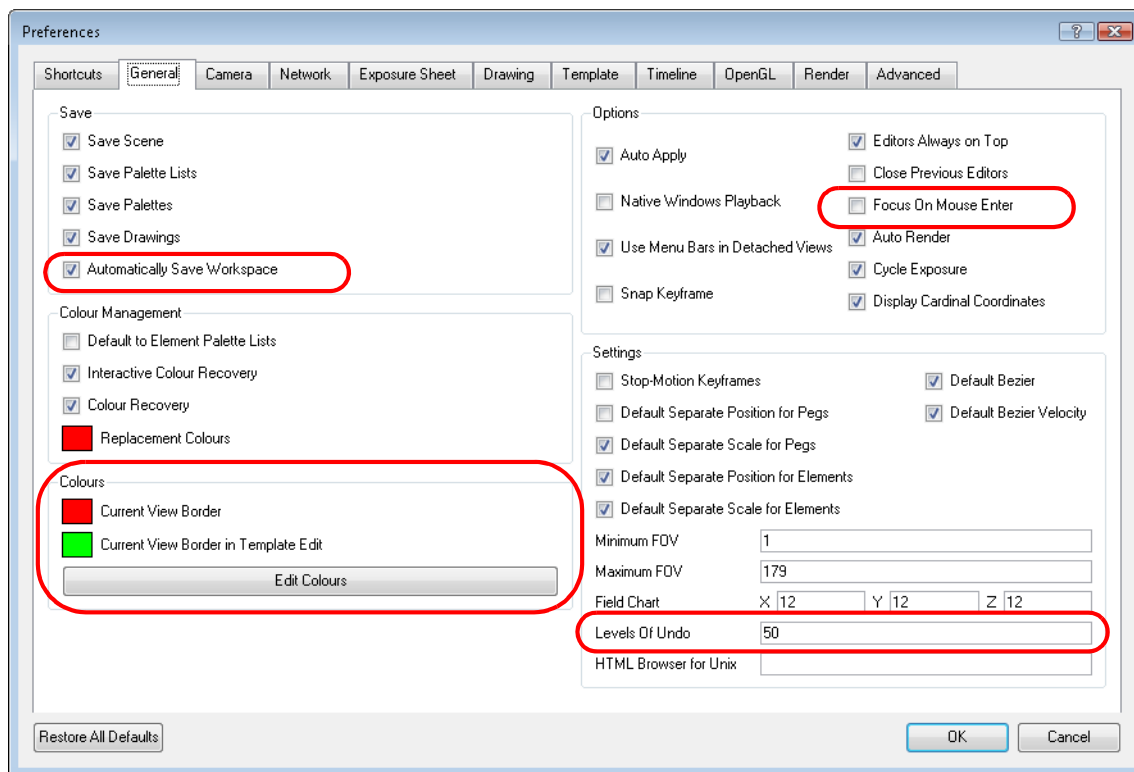 Preferences
Shortcuts General Camera Network Exposure Sheet Drawing Template Timeline OpenGL Render Advanced
Save
Save Scene
Save Palette Lists
Save Palettes
Save Drawings
Automatically Save Workspace
Colour Management
Default to Element Palette Lists
Interactive Colour Recovery
Colour Recovery
Replacement Colours
Colours
Current View Border
Current View Border in Template Edit
Edit Colours
Options
Auto Apply
Native Windows Playback
Use Menu Bars in Detached Views
Snap Keyframe
Editors Always on Top
Close Previous Editors
Focus On Mouse Enter
Auto Render
Cycle Exposure
Display Cardinal Coordinates
Settings
Stop-Motion Keyframes
Default Separate Position for Pegs
Default Separate Scale for Pegs
Default Separate Position for Elements
Default Separate Scale for Elements
Default Bezier
Default Bezier Velocity
Minimum FOV 1
Maximum FOV 179
Field Chart X 12 Y 12 Z 12
Levels Of Undo 50
HTML Browser for Unix
Restore All Defaults OK Cancel